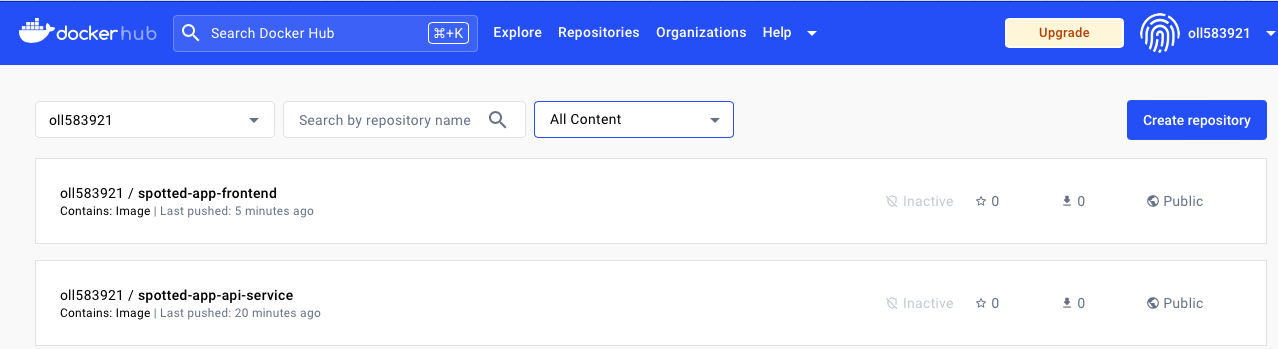 dockerhub Search Docker Hub ⌘+K Explore Repositories Organizations Help Upgrade oll583921
oll583921 Search by repository name All Content Create repository
oll583921 / spotted-app-frontend
Contains: Image | Last pushed: 5 minutes ago
Inactive 0 0 Public
oll583921 / spotted-app-api-service
Contains: Image | Last pushed: 20 minutes ago
Inactive 0 0 Public